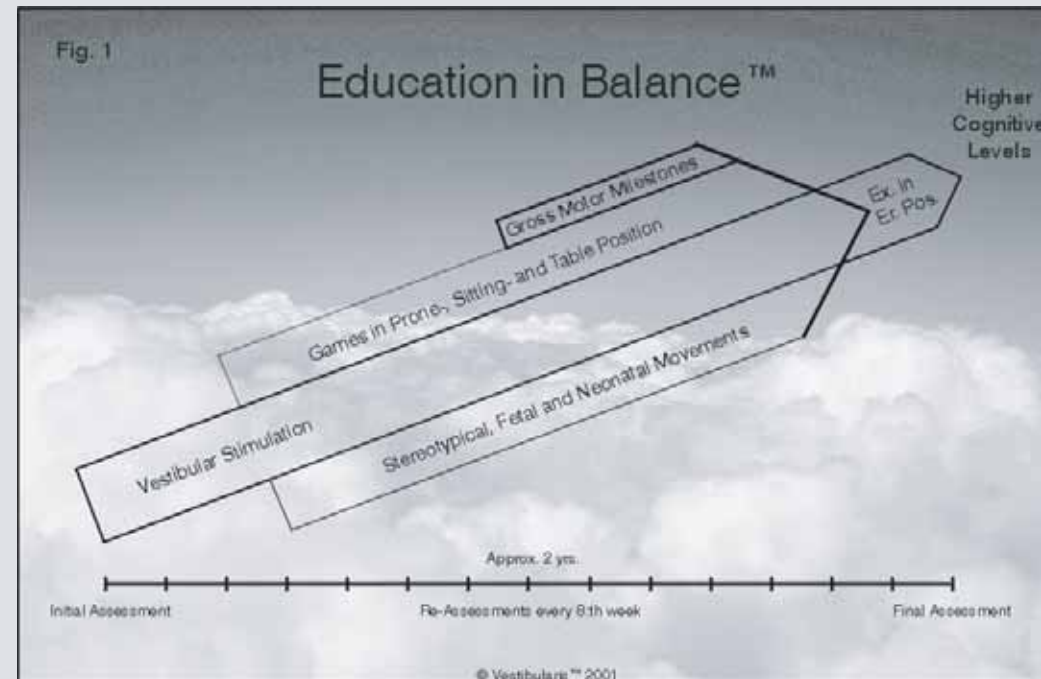 Fig. 1
Education in Balance™
Higher
Cognitive
Levels
Gross Motor Milestones
Ex. in
Er. Pos.
Games in Prone-, Sitting- and Table Position
Stereotypical, Fetal and Neonatal Movements
Vestibular Stimulation
Approx. 2 yrs.
Initial Assessment
Re-Assessments every 8:th week
Final Assessment
© Vestibularis™ 2001